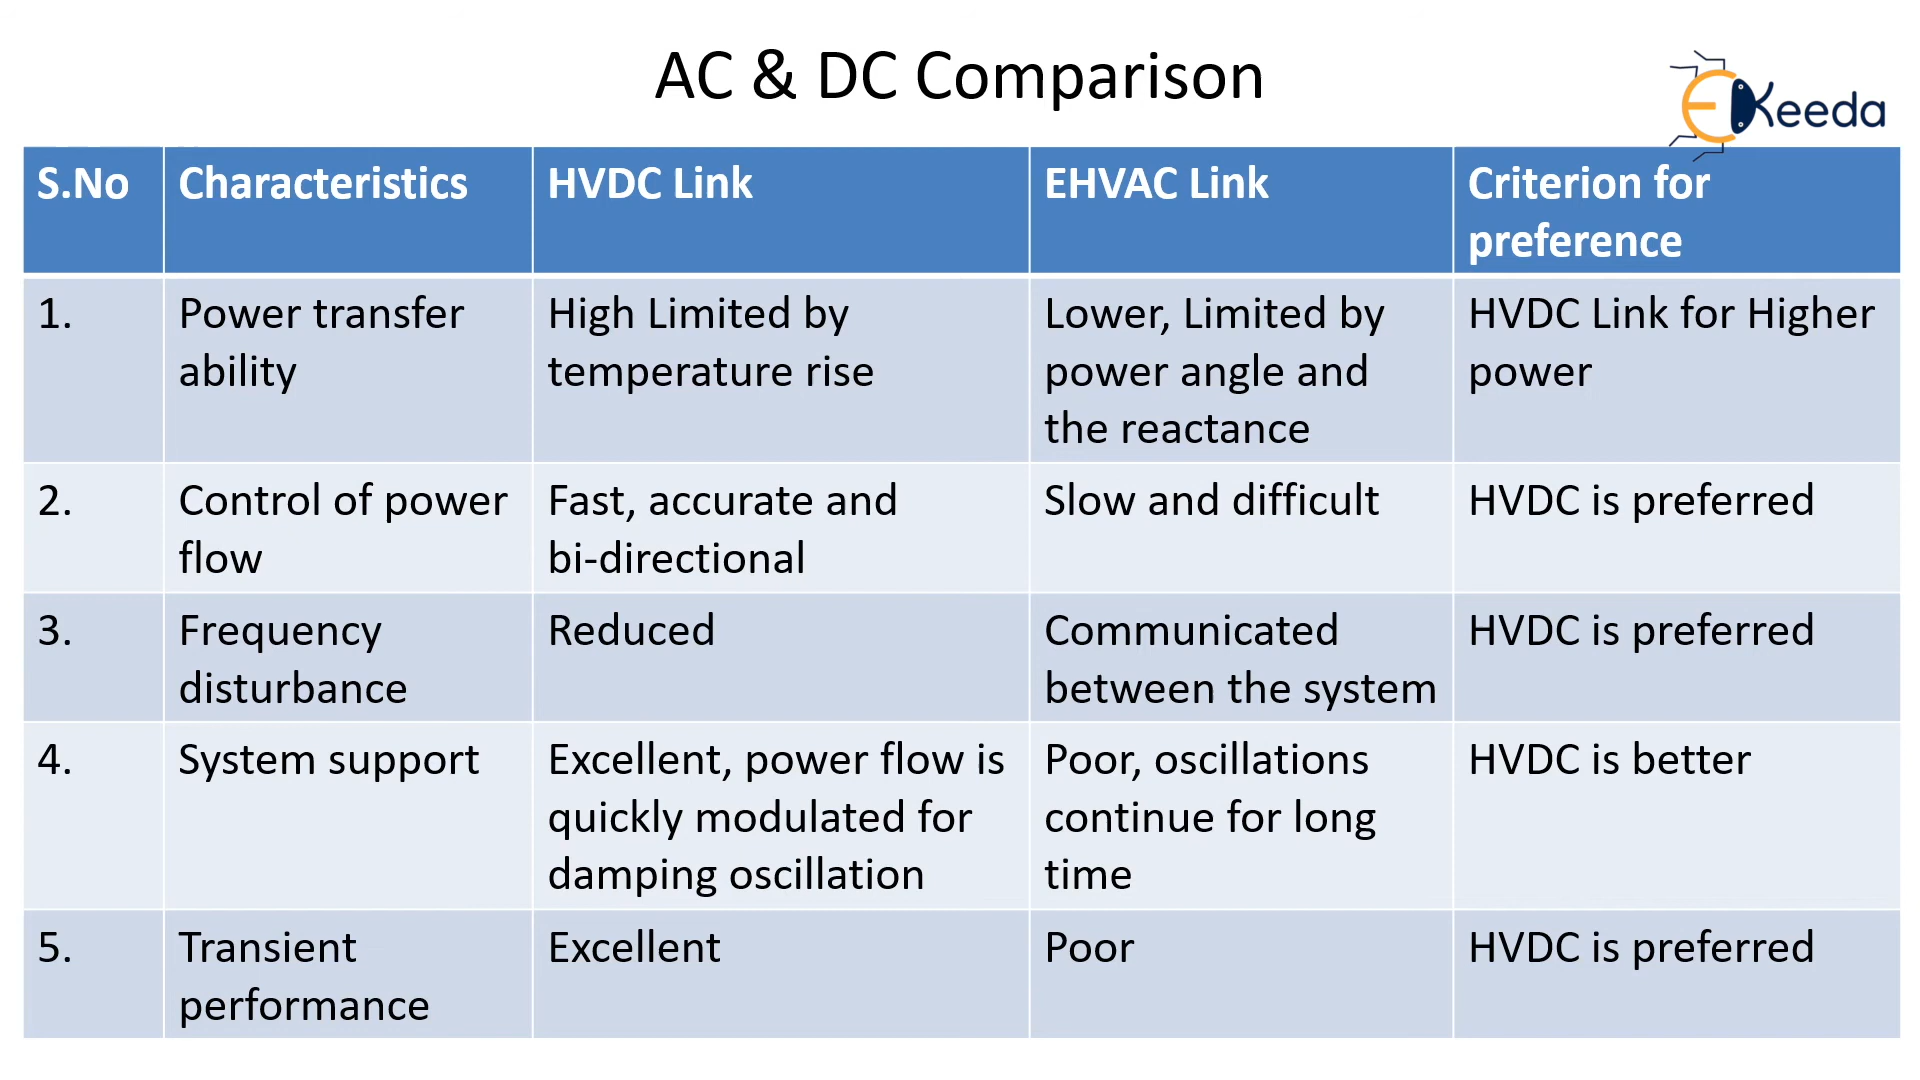 AC & DC Comparison
EKeeda
S.No
Characteristics
HVDC Link
EHVAC Link
Criterion for
preference
1.
Power transfer
ability
High Limited by
temperature rise
Lower, Limited by
power angle and
the reactance
HVDC Link for Higher
power
2.
Control of power
flow
Fast, accurate and
bi-directional
Slow and difficult
HVDC is preferred
3.
Frequency
disturbance
Reduced
Communicated
between the system
HVDC is preferred
4.
System support
Excellent, power flow is
quickly modulated for
damping oscillation
Poor, oscillations
continue for long
time
HVDC is better
5.
Transient
performance
Excellent
Poor
HVDC is preferred